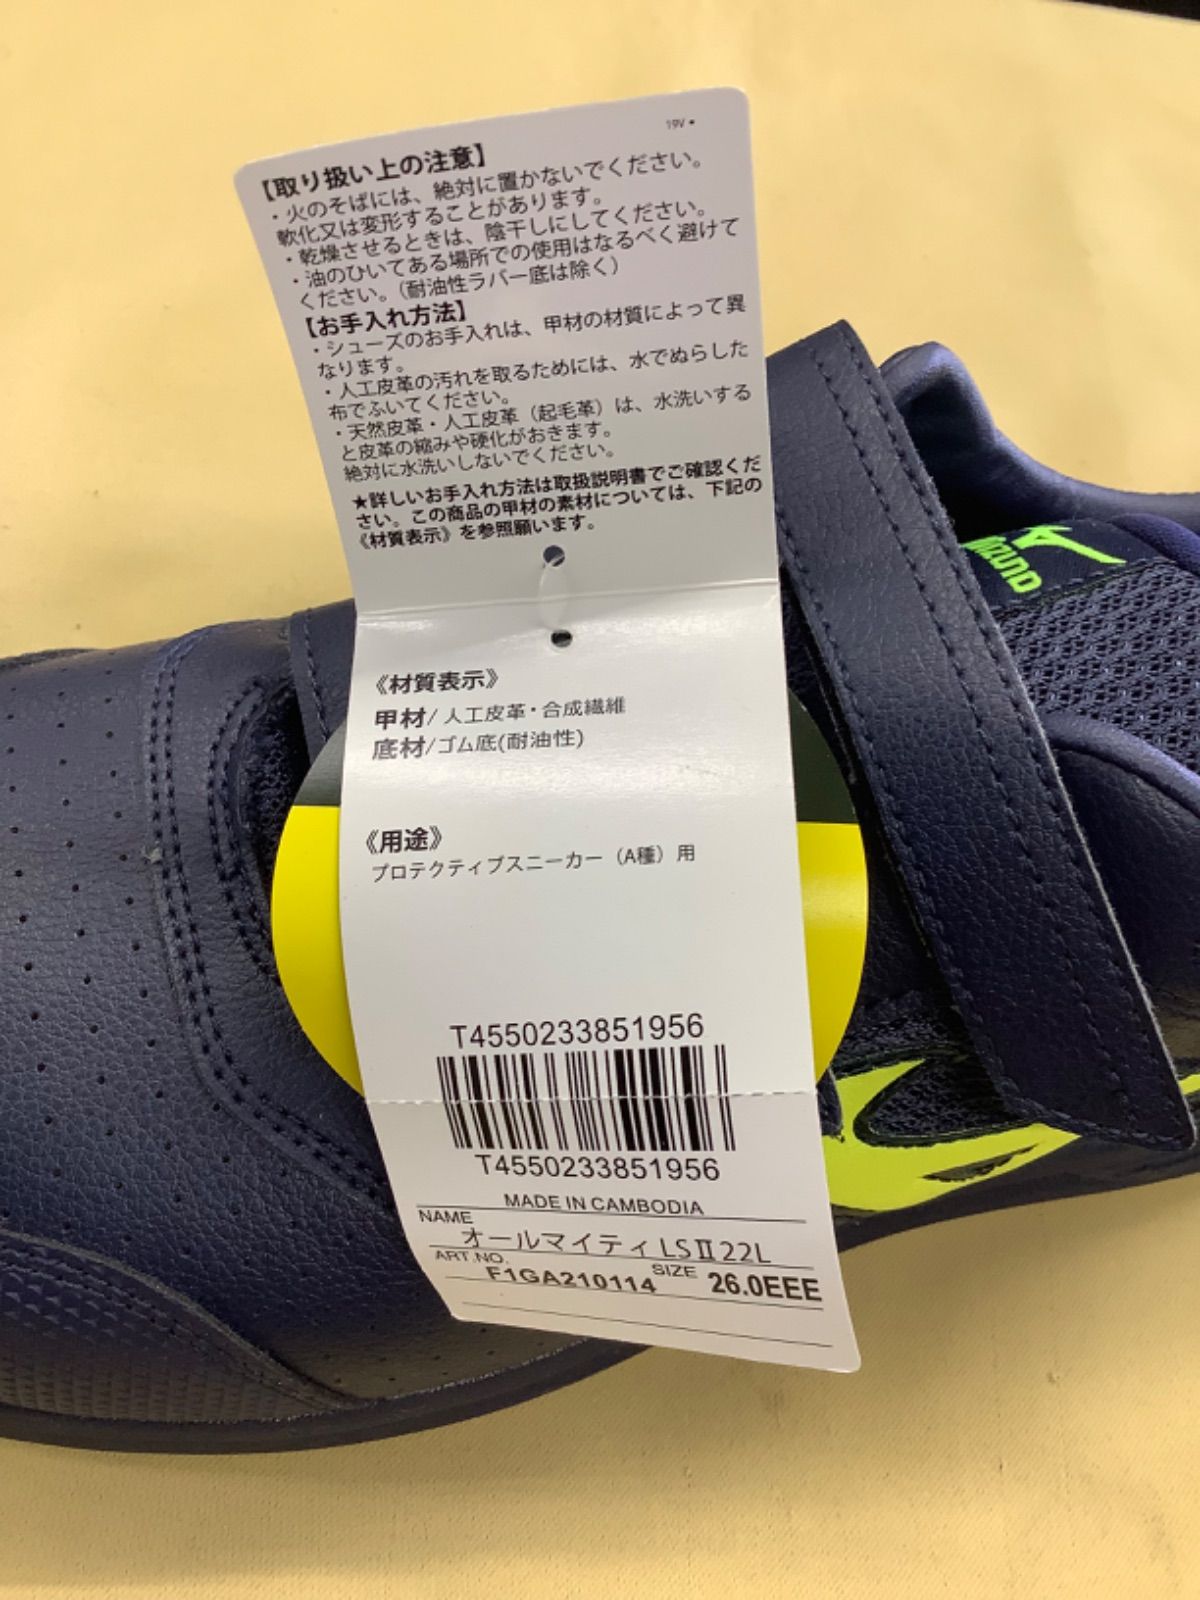 19V
【取り扱い上の注意】
・火のそばには、絶対に置かないでください。
軟化又は変形することがあります。
・乾燥させるときは、陰干しにしてください。
・油のひいてある場所での使用はなるべく避けて
ください。（耐油性ラバー底は除く）
【お手入れ方法】
・シューズのお手入れは、甲材の材質によって異
なります。
・人工皮革の汚れを取るためには、水でぬらした
布でふいてください。
・天然皮革・人工皮革（起毛革）は、水洗いする
と皮革の縮みや硬化がおきます。
絶対に水洗いしないでください。
★詳しいお手入れ方法は取扱説明書でご確認くだ
さい。この商品の甲材の素材については、下記の
《材質表示》を参照願います。
MIZUNO
《材質表示》
甲材/人工皮革・合成繊維
底材/ゴム底(耐油性)
《用途》
プロテクティブスニーカー（A種）用
T4550233851956
T4550233851956
MADE IN CAMBODIA
NAME オールマイティ LSⅡ22L
ART.NO. F1GA210114 SIZE 26.0EEE